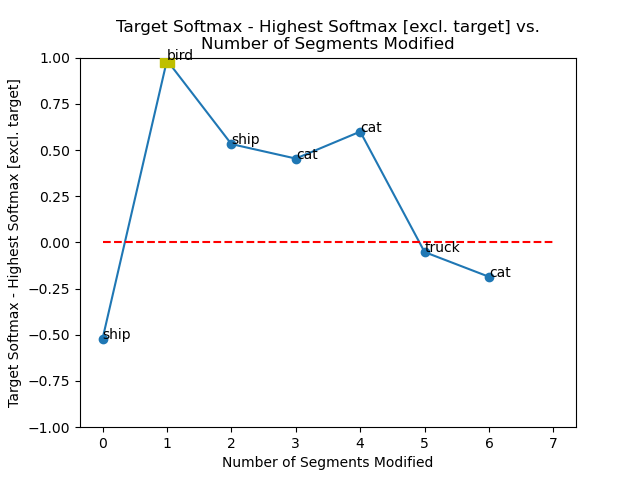 Target Softmax - Highest Softmax [excl. target] vs.
Number of Segments Modified
Target Softmax - Highest Softmax [excl. target]
1.00
0.75
0.50
0.25
0.00
−0.25
−0.50
−0.75
−1.00
bird
ship
cat
cat
truck
cat
ship
0 1 2 3 4 5 6 7
Number of Segments Modified